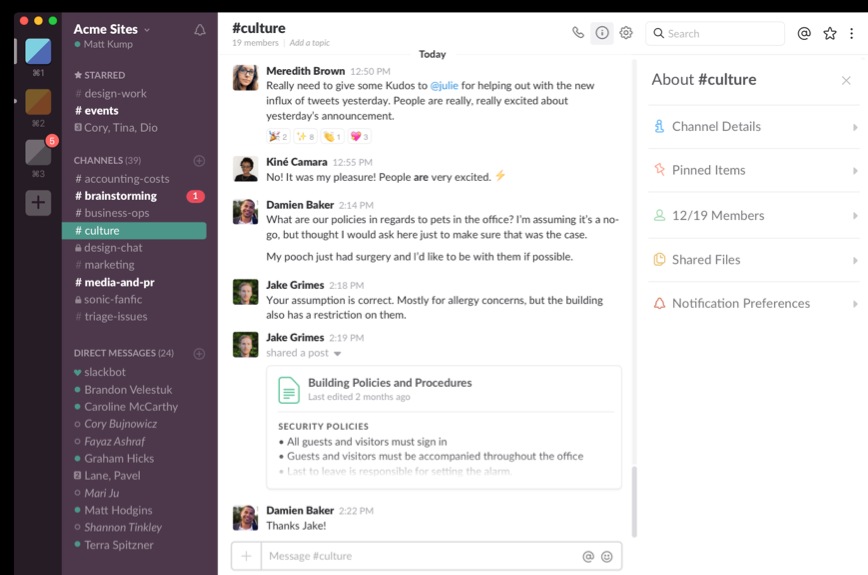 Acme Sites
Matt Kump
⌘1
⌘2
5
⌘3
STARRED
# design-work
# events
2 Cory, Tina, Dio
CHANNELS (39)
# accounting-costs
# brainstorming 1
# business-ops
# culture
design-chat
# marketing
# media-and-pr
sonic-fanfic
# triage-issues
DIRECT MESSAGES (24)
slackbot
Brandon Velestuk
Caroline McCarthy
Cory Bujnowicz
Fayaz Ashraf
Graham Hicks
2 Lane, Pavel
Mari Ju
Matt Hodgins
Shannon Tinkley
Terra Spitzner
#culture
19 members | Add a topic
Search
Today
Meredith Brown 12:50 PM
Really need to give some Kudos to @julie for helping out with the new
influx of tweets yesterday. People are really, really excited about
yesterday's announcement.
🎉 2 ✨ 8 👏 1 💖 3
Kiné Camara 12:55 PM
No! It was my pleasure! People are very excited. ⚡
Damien Baker 2:14 PM
What are our policies in regards to pets in the office? I'm assuming it's a no-
go, but thought I would ask here just to make sure that was the case.
My pooch just had surgery and I'd like to be with them if possible.
Jake Grimes 2:18 PM
Your assumption is correct. Mostly for allergy concerns, but the building
also has a restriction on them.
Jake Grimes 2:19 PM
shared a post
Building Policies and Procedures
Last edited 2 months ago
SECURITY POLICIES
• All guests and visitors must sign in
• Guests and visitors must be accompanied throughout the office
• Last to leave is responsible for setting the alarm.
Damien Baker 2:22 PM
Thanks Jake!
Message #culture
About #culture
Channel Details
Pinned Items
12/19 Members
Shared Files
Notification Preferences